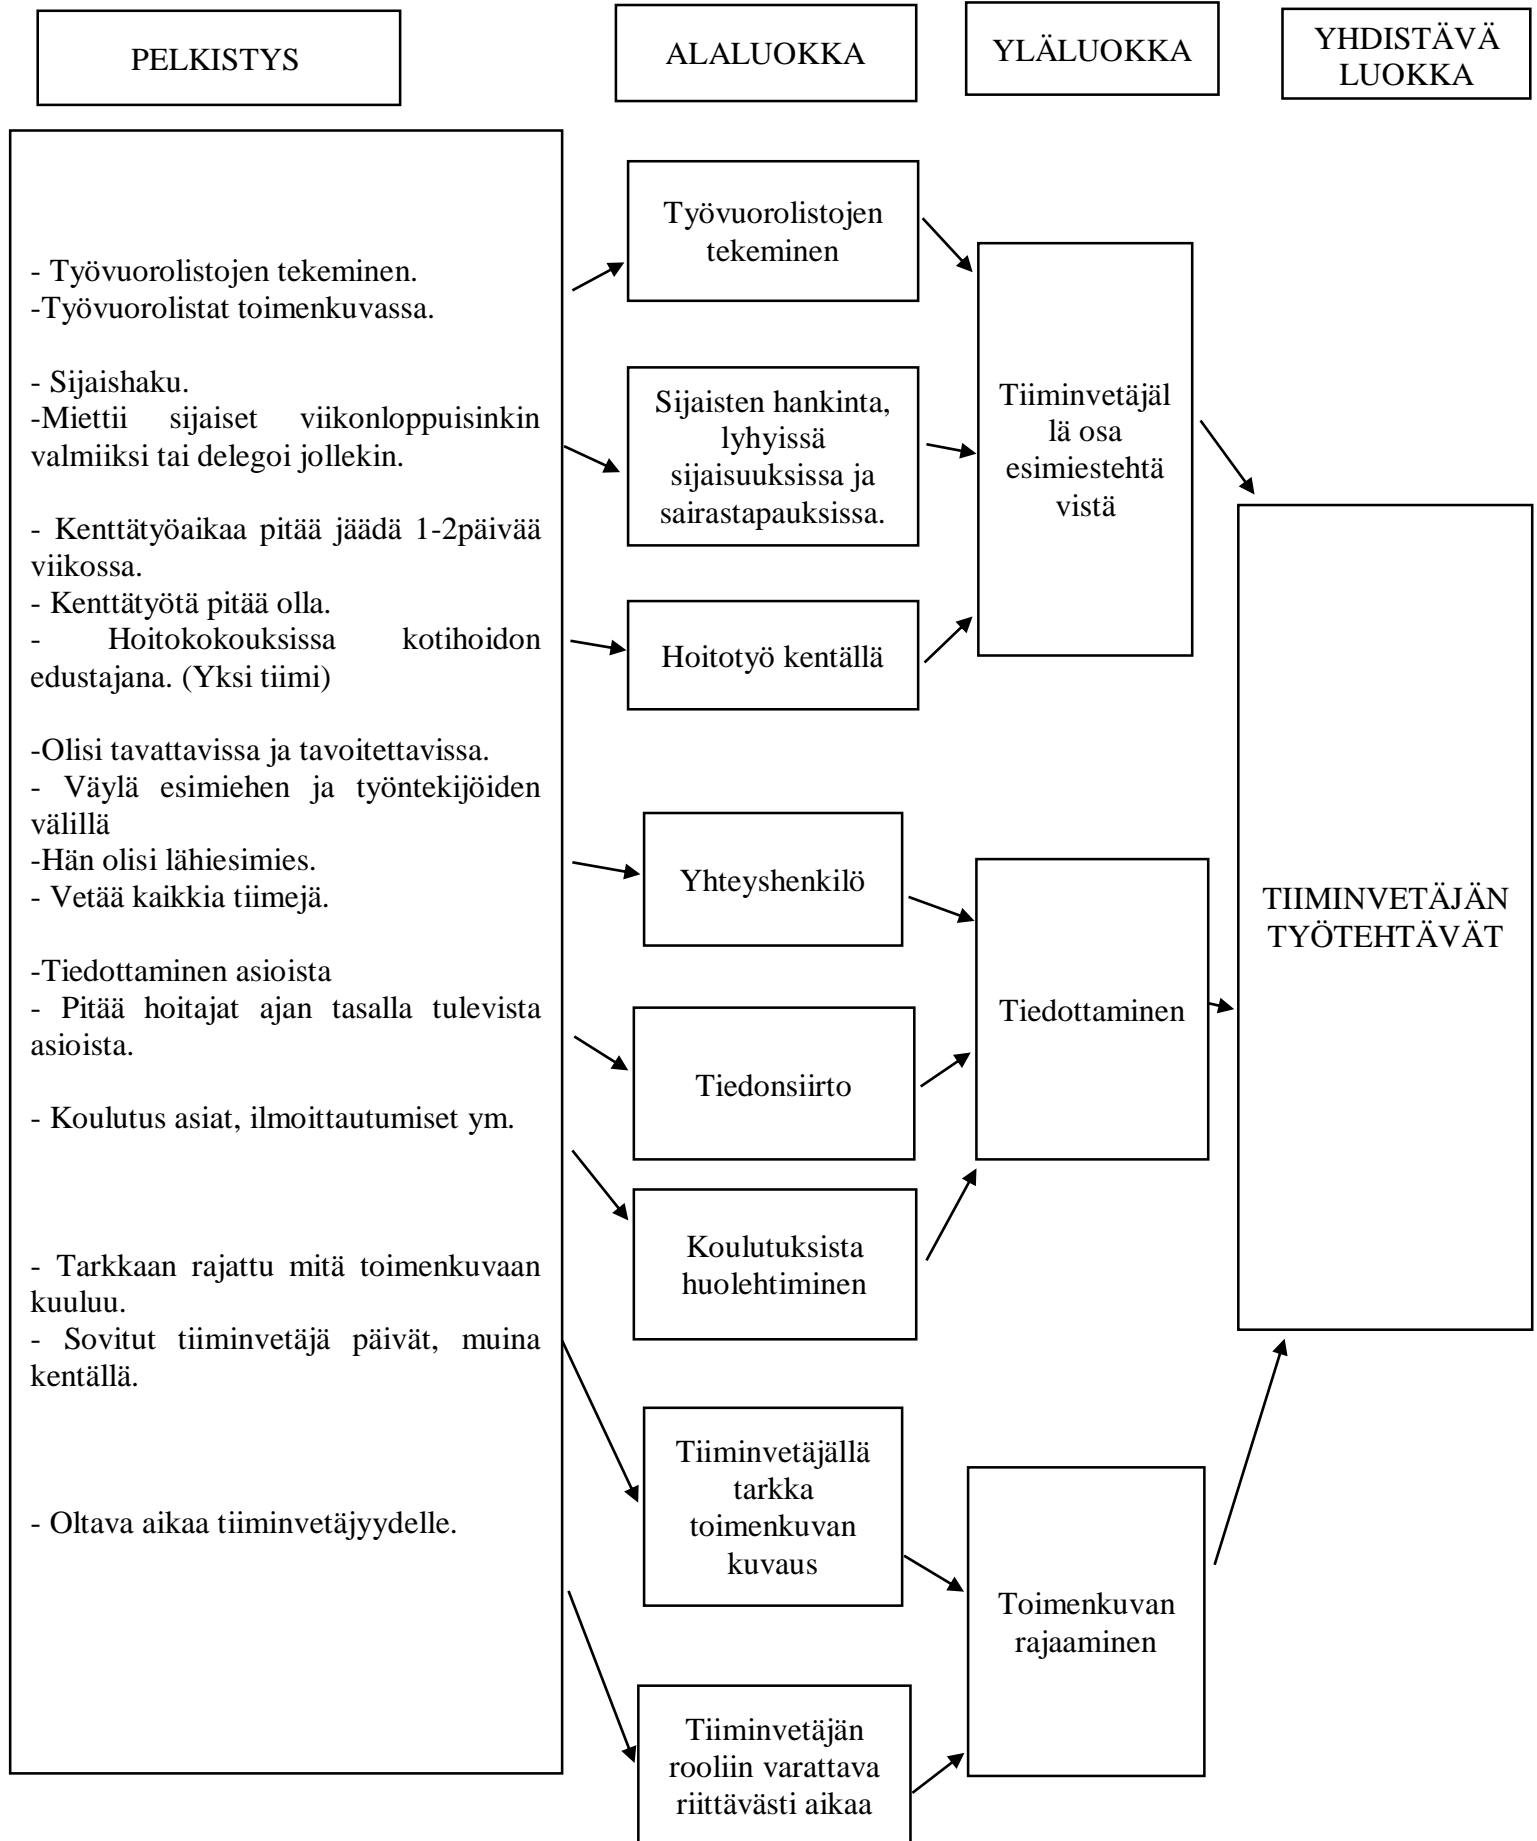 PELKISTYS
ALALUOKKA
YLÄLUOKKA
YHDISTÄVÄ
LUOKKA
- Työvuorolistojen tekeminen.
-Työvuorolistat toimenkuvassa.
- Sijaishaku.
-Miettii sijaiset viikonloppuisinkin
valmiiksi tai delegoi jollekin.
- Kenttätyöaikaa pitää jäädä 1-2päivää
viikossa.
- Kenttätyötä pitää olla.
- Hoitokokouksissa kotihoidon
edustajana. (Yksi tiimi)
-Olisi tavattavissa ja tavoitettavissa.
- Väylä esimiehen ja työntekijöiden
välillä
-Hän olisi lähiesimies.
- Vetää kaikkia tiimejä.
-Tiedottaminen asioista
- Pitää hoitajat ajan tasalla tulevista
asioista.
- Koulutus asiat, ilmoittautumiset ym.
- Tarkkaan rajattu mitä toimenkuvaan
kuuluu.
- Sovitut tiiminvetäjä päivät, muina
kentällä.
- Oltava aikaa tiiminvetäjyydelle.
Työvuorolistojen
tekeminen
Sijaisten hankinta,
lyhyissä
sijaisuuksissa ja
sairastapauksissa.
Hoitotyö kentällä
Yhteyshenkilö
Tiedonsiirto
Koulutuksista
huolehtiminen
Tiiminvetäjällä
tarkka
toimenkuvan
kuvaus
Tiiminvetäjän
rooliin varattava
riittävästi aikaa
Tiiminvetäjäl
lä osa
esimiestehtä
vistä
Tiedottaminen
Toimenkuvan
rajaaminen
TIIMINVETÄJÄN
TYÖTEHTÄVÄT